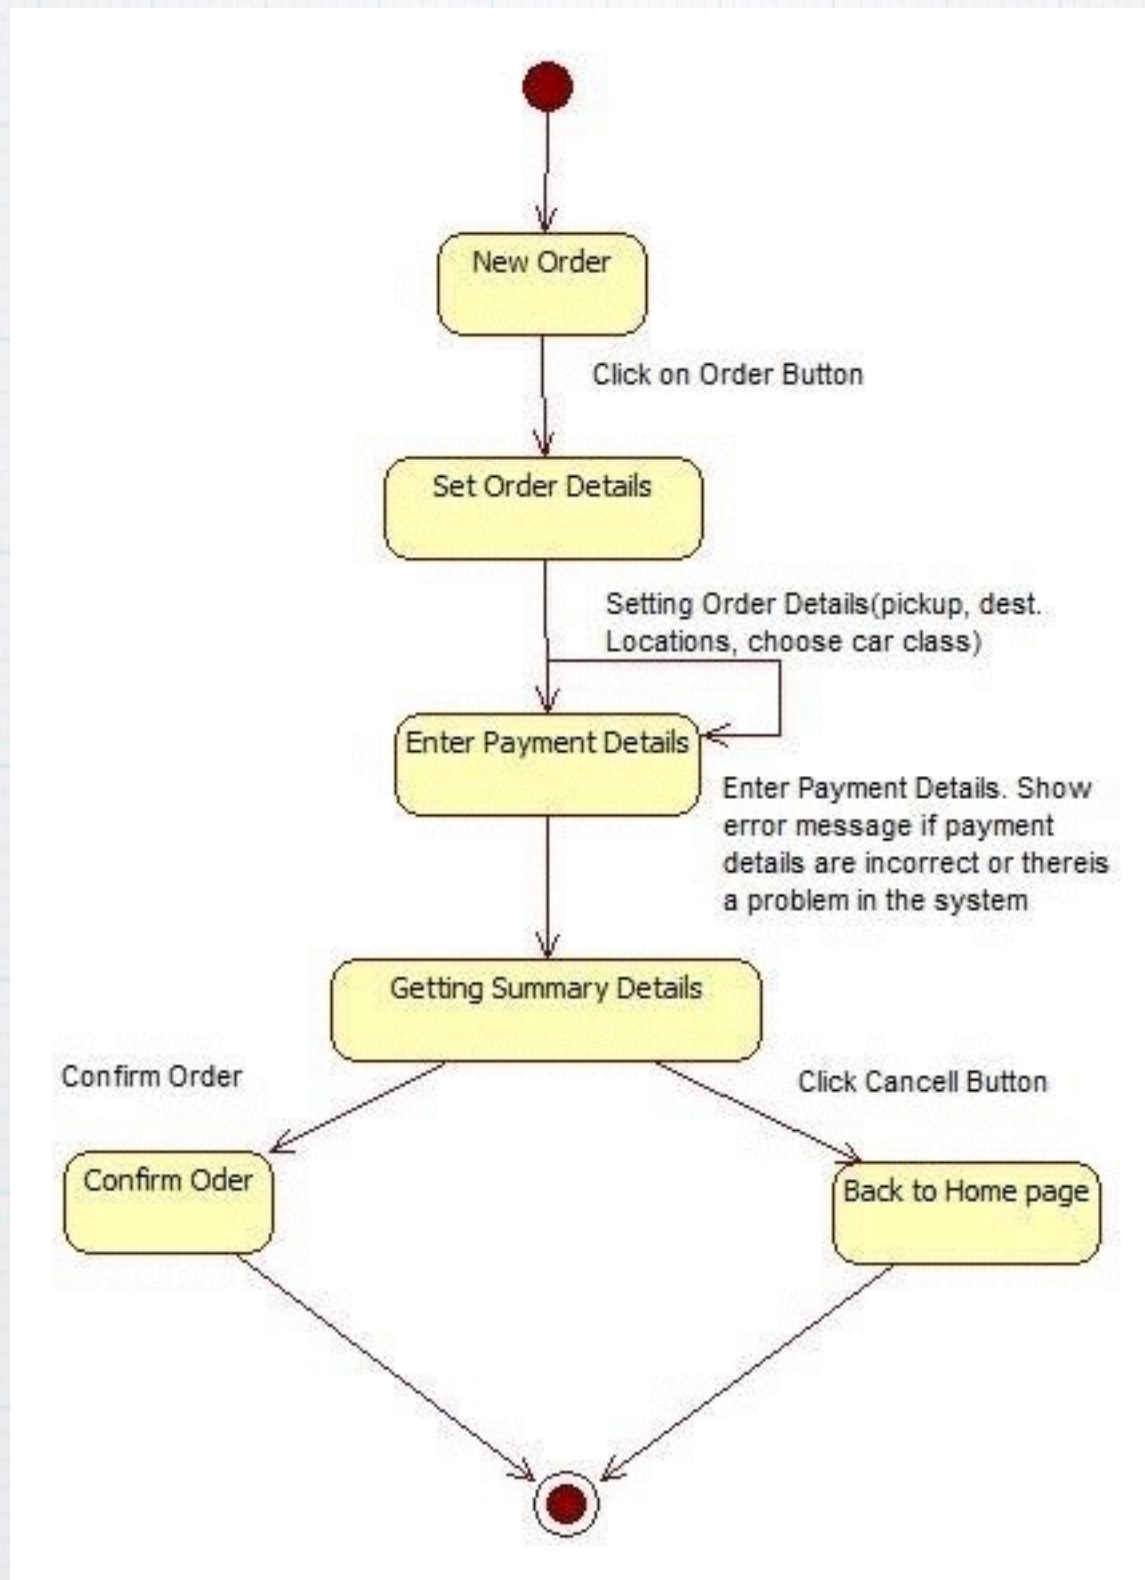 New Order
Click on Order Button
Set Order Details
Setting Order Details(pickup, dest.
Locations, choose car class)
Enter Payment Details
Enter Payment Details. Show
error message if payment
details are incorrect or thereis
a problem in the system
Getting Summary Details
Confirm Order
Click Cancell Button
Confirm Oder
Back to Home page